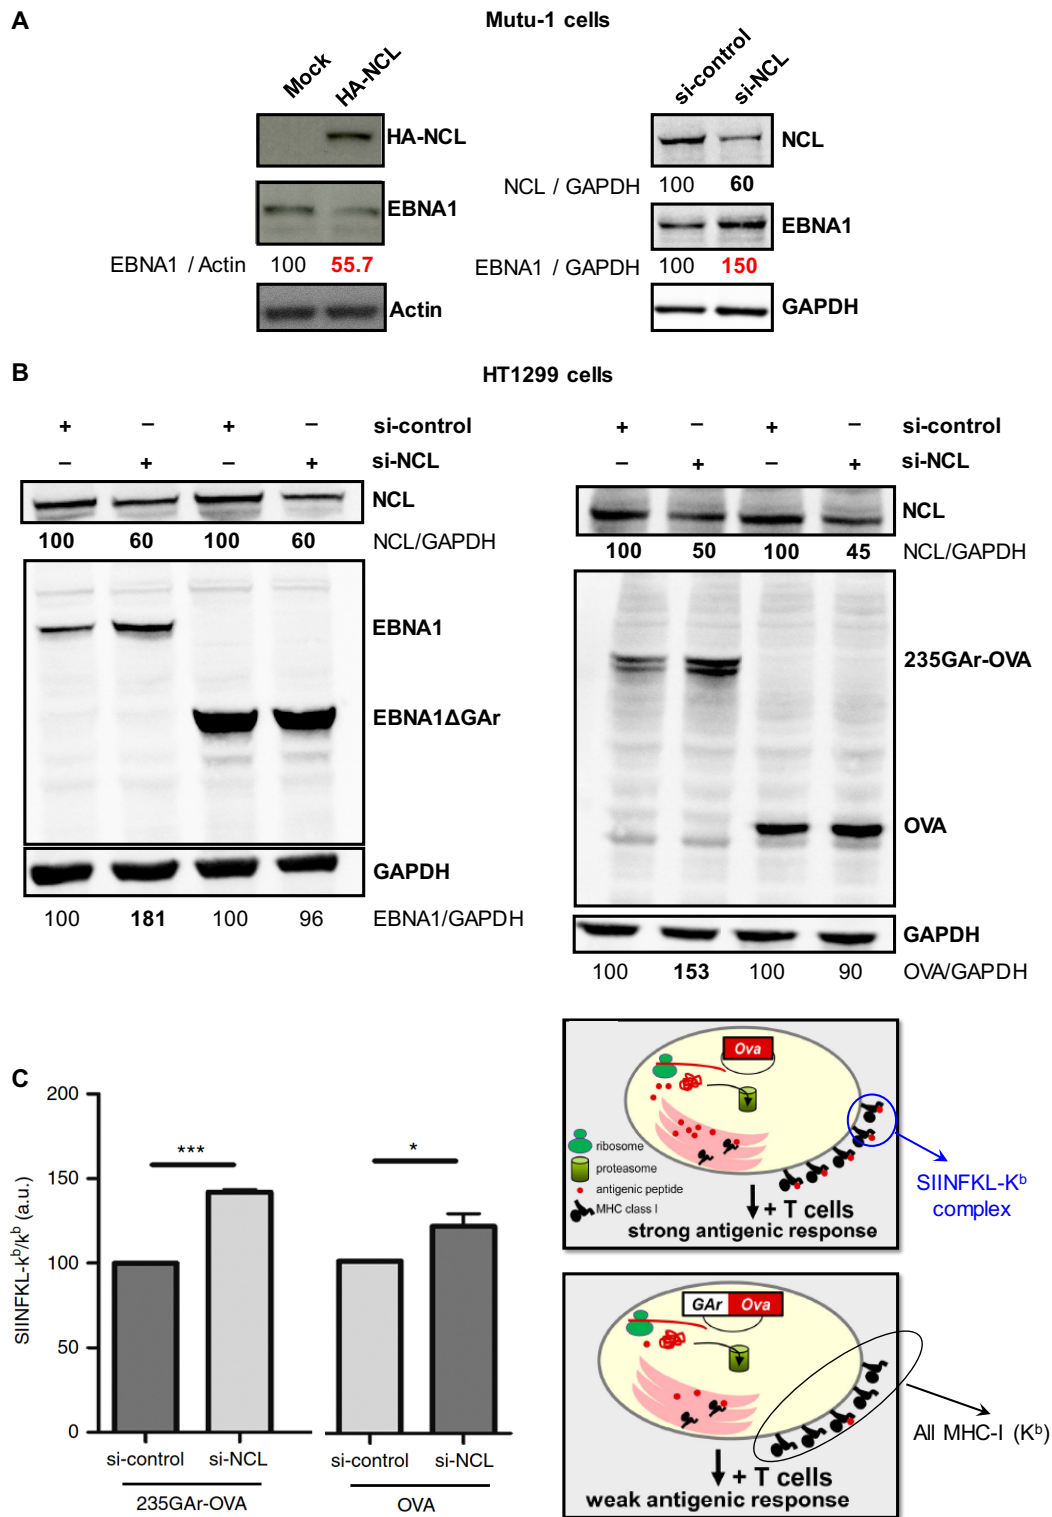 A
Mutu-1 cells
Mock HA-NCL
HA-NCL
EBNA1
EBNA1 / Actin 100 55.7
Actin
si-control si-NCL
NCL
NCL / GAPDH 100 60
EBNA1
EBNA1 / GAPDH 100 150
GAPDH
B
HT1299 cells
+ – + – si-control
– + – + si-NCL
NCL
100 60 100 60 NCL/GAPDH
EBNA1
EBNA1ΔGAr
GAPDH
100 181 100 96 EBNA1/GAPDH
+ – + – si-control
– + – + si-NCL
NCL
100 50 100 45 NCL/GAPDH
235GAr-OVA
OVA
GAPDH
100 153 100 90 OVA/GAPDH
C
SIINFKL-kᵇ/kᵇ (a.u.)
200
150
100
50
0
***
*
si-control si-NCL si-control si-NCL
235GAr-OVA OVA
Ova
ribosome
proteasome
antigenic peptide
MHC class I
+ T cells
strong antigenic response
SIINFKL-Kᵇ
complex
GAr Ova
+ T cells
weak antigenic response
All MHC-I (Kᵇ)